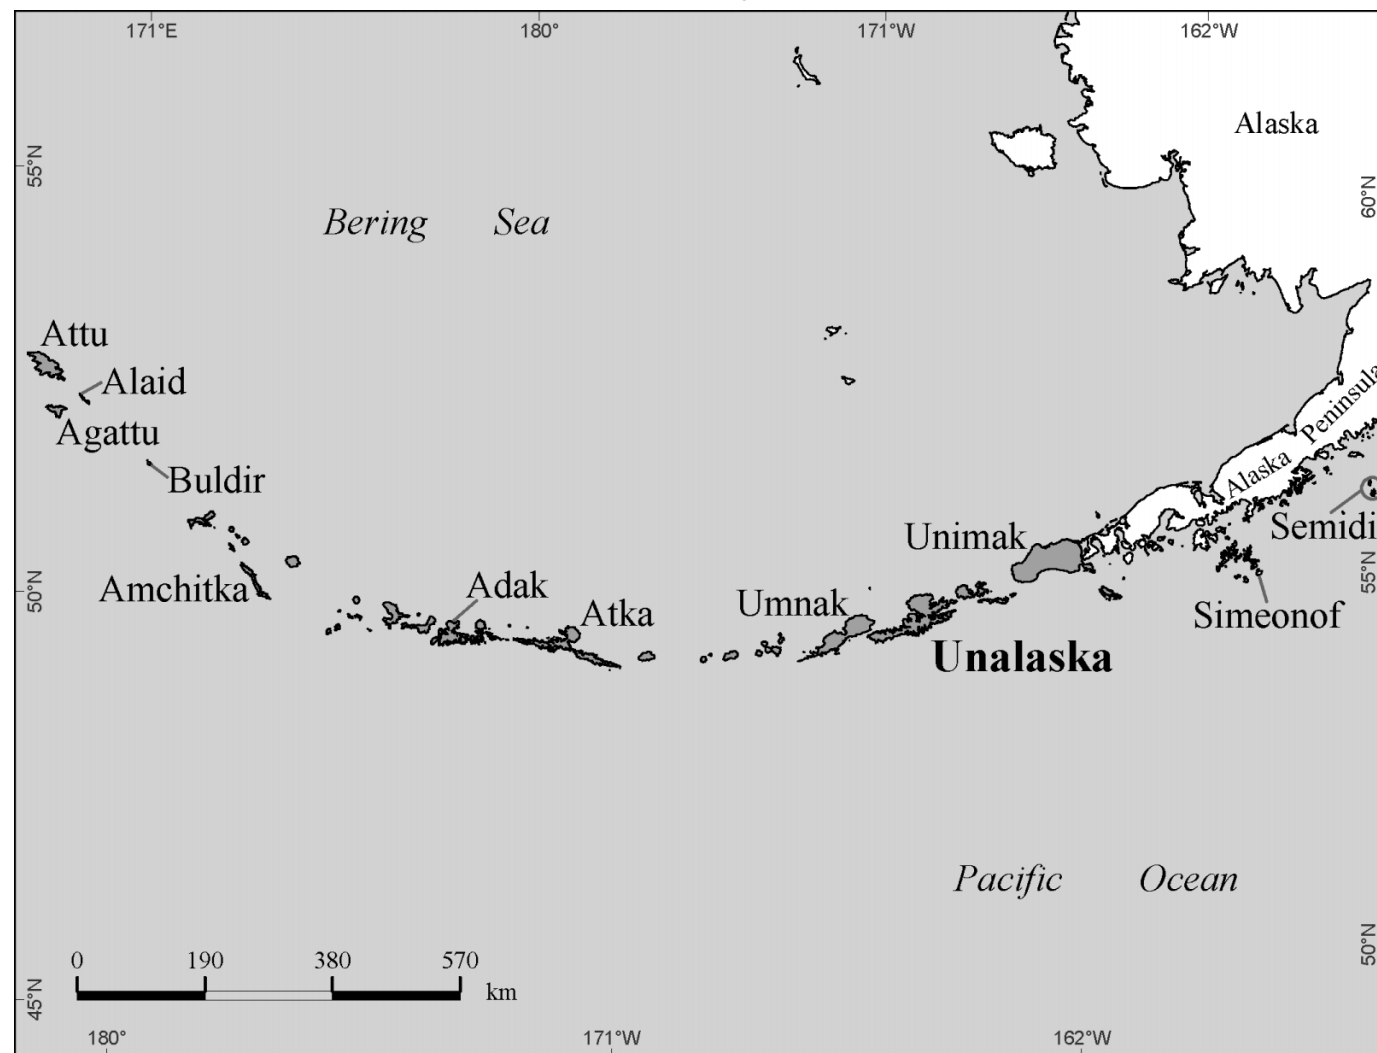 171°E 180° 171°W 162°W
Alaska
55°N
60°N
Bering Sea
Attu
Alaid
Agattu
Buldir
Peninsula
Alaska
Semidi
Unimak
55°N
50°N
Amchitka
Adak
Atka
Umnak
Simeonof
Unalaska
Pacific Ocean
50°N
0 190 380 570
km
45°N
180° 171°W 162°W